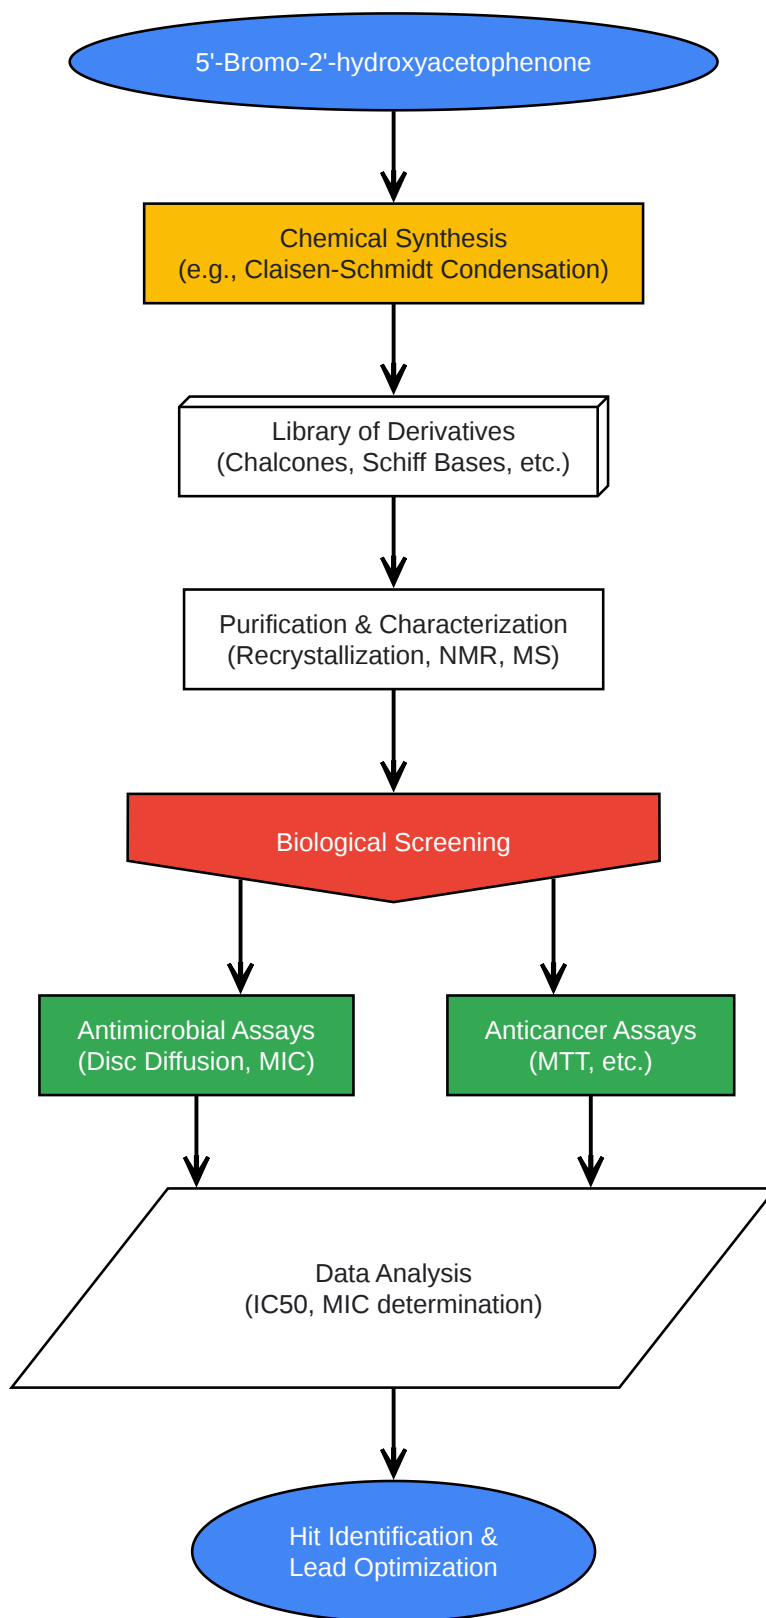 5'-Bromo-2'-hydroxyacetophenone
Chemical Synthesis
(e.g., Claisen-Schmidt Condensation)
Library of Derivatives
(Chalcones, Schiff Bases, etc.)
Purification & Characterization
(Recrystallization, NMR, MS)
Biological Screening
Antimicrobial Assays
(Disc Diffusion, MIC)
Anticancer Assays
(MTT, etc.)
Data Analysis
(IC50, MIC determination)
Hit Identification &
Lead Optimization